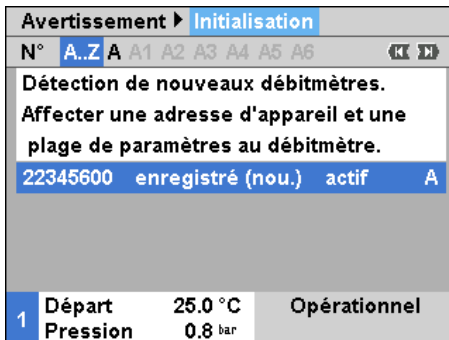 Avertissement Initialisation
N° A..Z A A1 A2 A3 A4 A5 A6
Détection de nouveaux débitmètres.
Affecter une adresse d'appareil et une
plage de paramètres au débitmètre.
22345600 enregistré (nou.) actif A
1 Départ 25.0 °C Opérationnel
Pression 0.8 bar